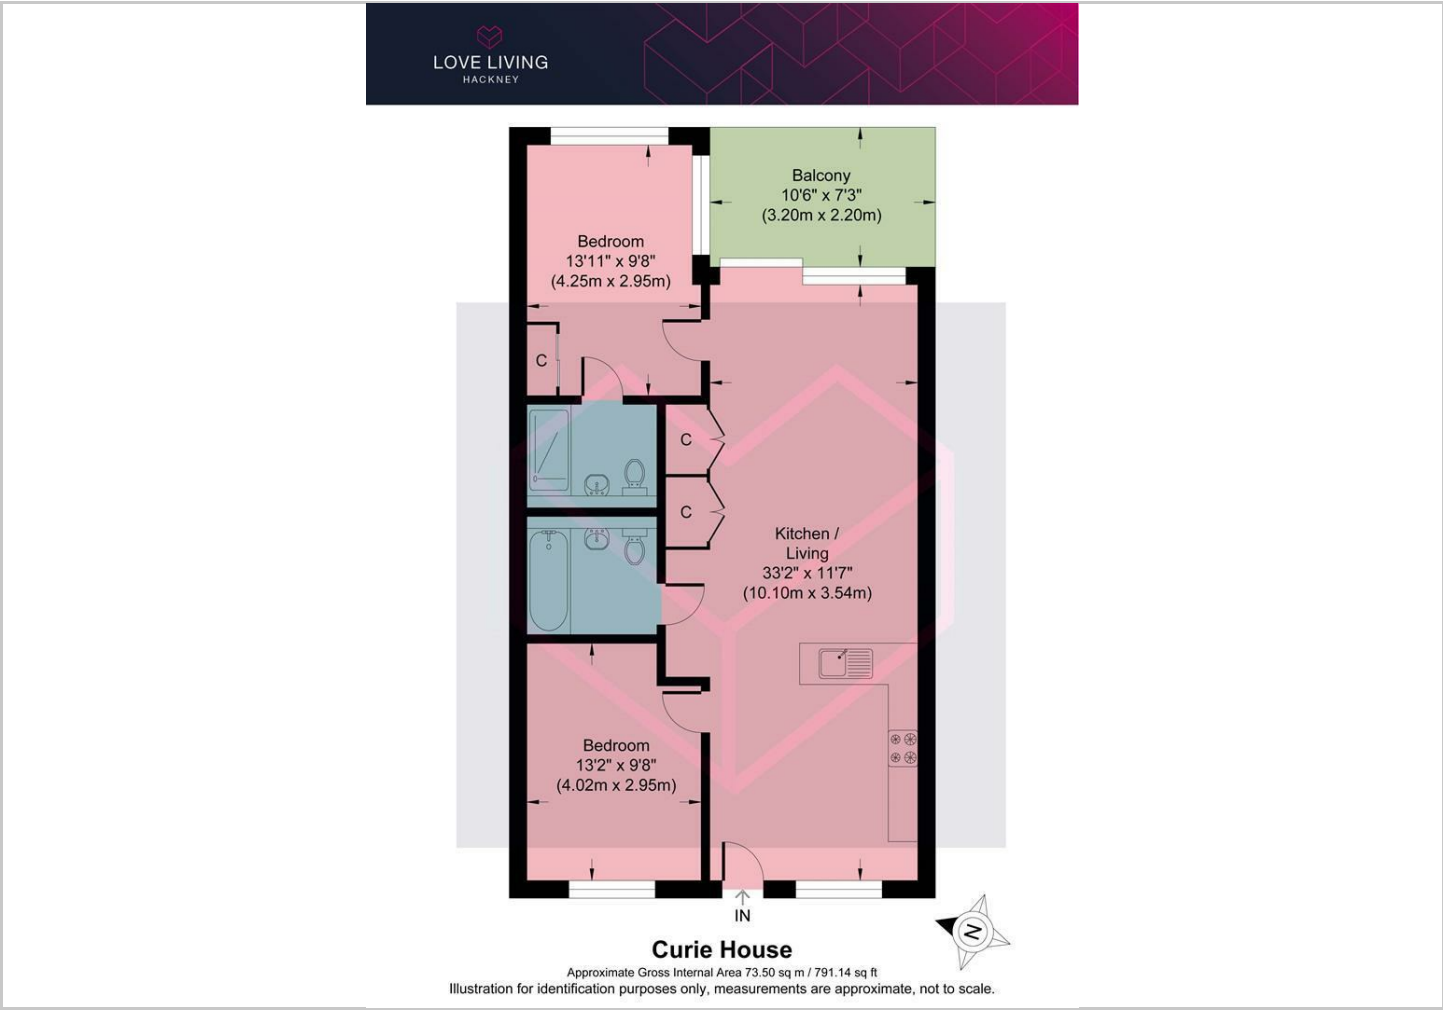 LOVE LIVING
HACKNEY
Balcony
10'6" x 7'3"
(3.20m x 2.20m)
Bedroom
13'11" x 9'8"
(4.25m x 2.95m)
C
C
C
Kitchen /
Living
33'2" x 11'7"
(10.10m x 3.54m)
Bedroom
13'2" x 9'8"
(4.02m x 2.95m)
IN
N
Curie House
Approximate Gross Internal Area 73.50 sq m / 791.14 sq ft
Illustration for identification purposes only, measurements are approximate, not to scale.